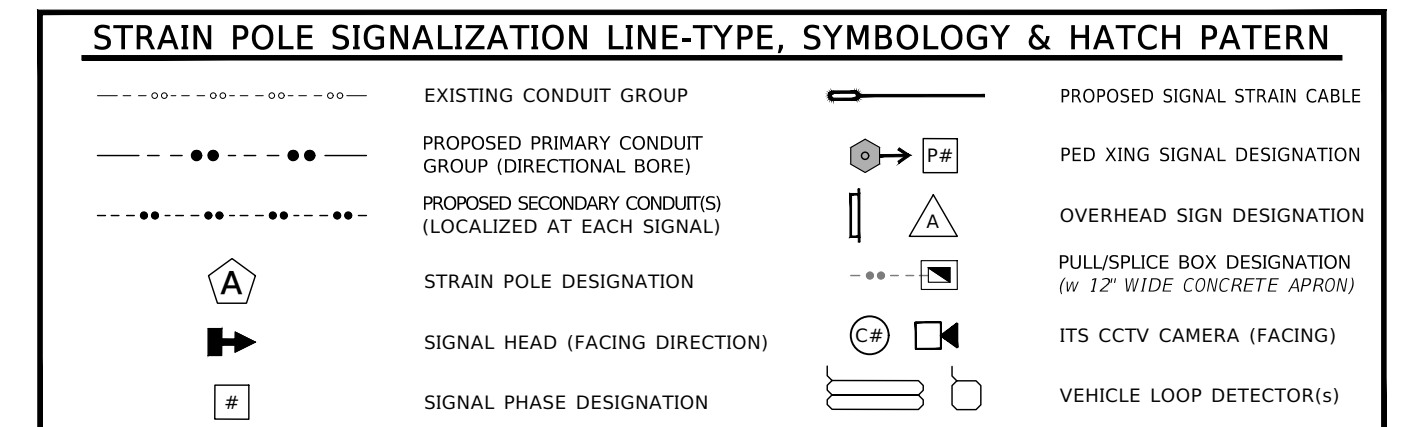 STRAIN POLE SIGNALIZATION LINE-TYPE, SYMBOLOGY & HATCH PATERN
EXISTING CONDUIT GROUP
PROPOSED PRIMARY CONDUIT
GROUP (DIRECTIONAL BORE)
PROPOSED SECONDARY CONDUIT(S)
(LOCALIZED AT EACH SIGNAL)
A
STRAIN POLE DESIGNATION
SIGNAL HEAD (FACING DIRECTION)
#
SIGNAL PHASE DESIGNATION
PROPOSED SIGNAL STRAIN CABLE
P#
PED XING SIGNAL DESIGNATION
A
OVERHEAD SIGN DESIGNATION
PULL/SPLICE BOX DESIGNATION
(w 12" WIDE CONCRETE APRON)
C#
ITS CCTV CAMERA (FACING)
VEHICLE LOOP DETECTOR(s)